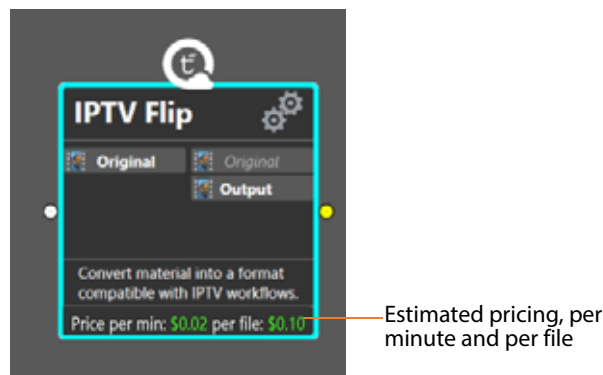 IPTV Flip
Original
Original
Output
Convert material into a format
compatible with IPTV workflows.
Price per min: $0.02 per file: $0.10
Estimated pricing, per
minute and per file